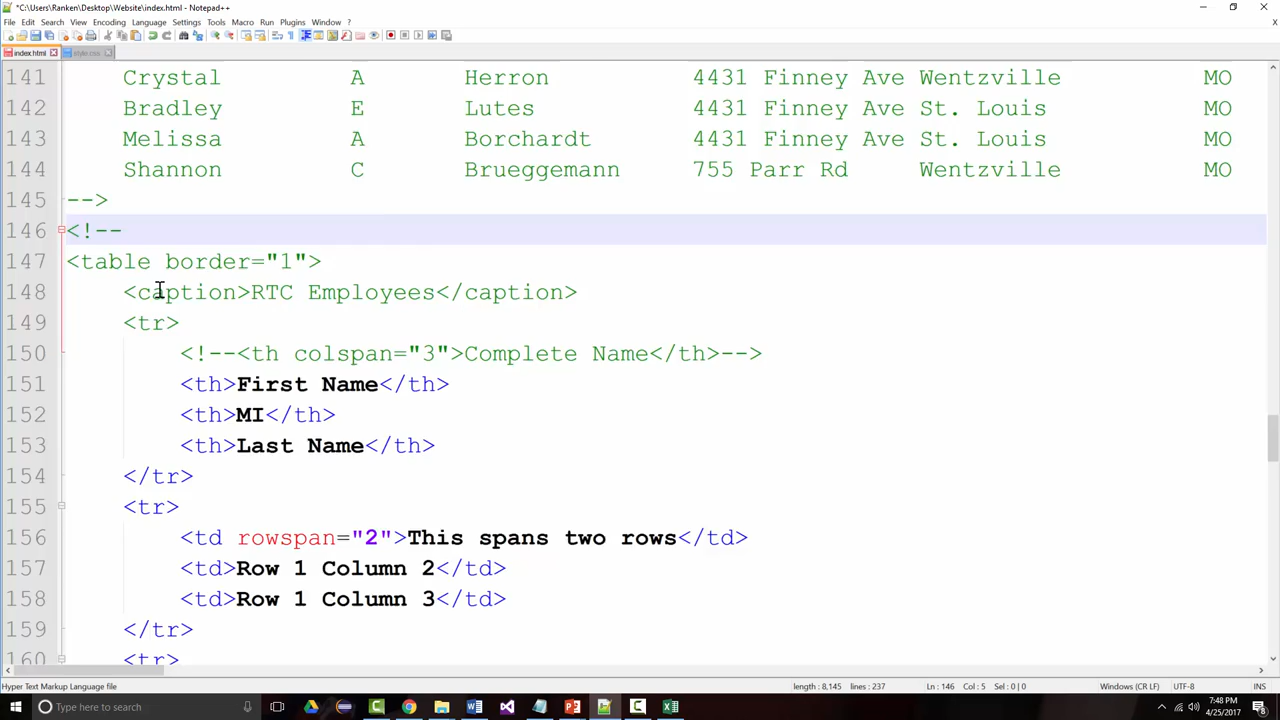 *C:\Users\Ranken\Desktop\Website\index.html - Notepad++
File Edit Search View Encoding Language Settings Tools Macro Run Plugins Window ?
index.html style.css
141 Crystal A Herron 4431 Finney Ave Wentzville MO
142 Bradley E Lutes 4431 Finney Ave St. Louis MO
143 Melissa A Borchardt 4431 Finney Ave St. Louis MO
144 Shannon C Brueggemann 755 Parr Rd Wentzville MO
145 -->
146 <!--
147 <table border="1">
148 <caption>RTC Employees</caption>
149 <tr>
150 <!--<th colspan="3">Complete Name</th>-->
151 <th>First Name</th>
152 <th>MI</th>
153 <th>Last Name</th>
154 </tr>
155 <tr>
156 <td rowspan="2">This spans two rows</td>
157 <td>Row 1 Column 2</td>
158 <td>Row 1 Column 3</td>
159 </tr>
160 <tr>
Hyper Text Markup Language file length : 8,145 lines : 237 Ln : 146 Col : 5 Sel : 0 | 0 Windows (CR LF) UTF-8 INS
Type here to search 7:48 PM
4/25/2017